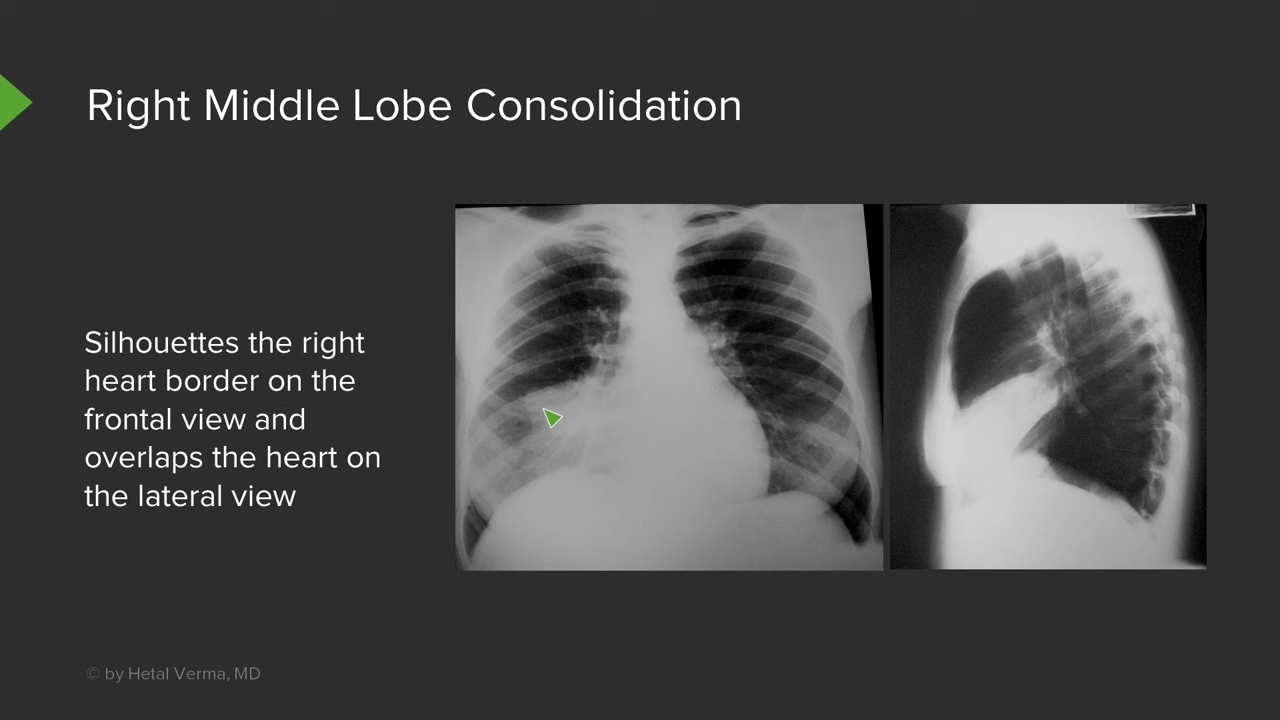 Right Middle Lobe Consolidation
Silhouettes the right
heart border on the
frontal view and
overlaps the heart on
the lateral view
© by Hetal Verma, MD